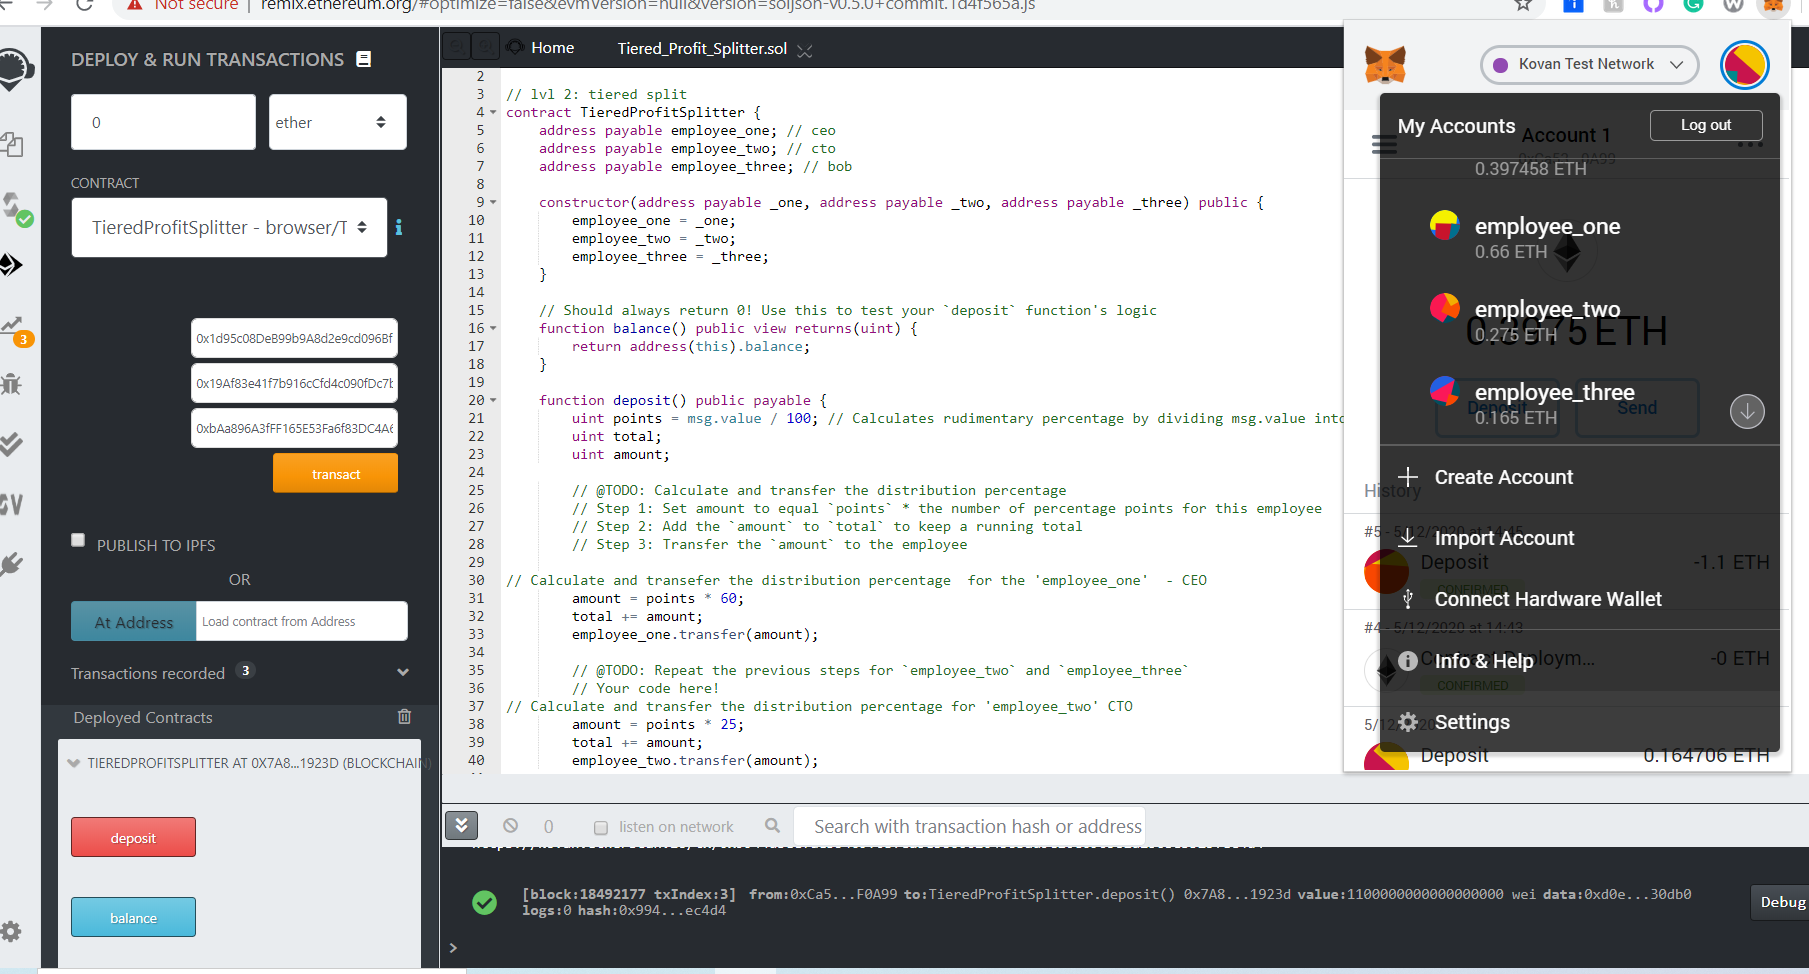 Not secure | remix.ethereum.org/#optimize=false&evmVersion=null&version=soljson-v0.5.0+commit.1d4f565a.js
DEPLOY & RUN TRANSACTIONS
0
ether
CONTRACT
TieredProfitSplitter - browser/T
i
0x1d95c08DeB99b9A8d2e9cd096Bf
0x19Af83e41f7b916cCfd4c090fDc7b
0xbAa896A3fFF165E53Fa6f83DC4A6
transact
PUBLISH TO IPFS
OR
At Address
Load contract from Address
Transactions recorded 3
Deployed Contracts
TIEREDPROFITSPLITTER AT 0X7A8...1923D (BLOCKCHAIN)
deposit
balance
3
Home
Tiered_Profit_Splitter.sol
2
3 // lvl 2: tiered split
4 contract TieredProfitSplitter {
5 address payable employee_one; // ceo
6 address payable employee_two; // cto
7 address payable employee_three; // bob
8
9 constructor(address payable _one, address payable _two, address payable _three) public {
10 employee_one = _one;
11 employee_two = _two;
12 employee_three = _three;
13 }
14
15 // Should always return 0! Use this to test your `deposit` function's logic
16 function balance() public view returns(uint) {
17 return address(this).balance;
18 }
19
20 function deposit() public payable {
21 uint points = msg.value / 100; // Calculates rudimentary percentage by dividing msg.value into
22 uint total;
23 uint amount;
24
25 // @TODO: Calculate and transfer the distribution percentage
26 // Step 1: Set amount to equal `points` * the number of percentage points for this employee
27 // Step 2: Add the `amount` to `total` to keep a running total
28 // Step 3: Transfer the `amount` to the employee
29
30 // Calculate and transefer the distribution percentage  for the 'employee_one'  - CEO
31 amount = points * 60;
32 total += amount;
33 employee_one.transfer(amount);
34
35 // @TODO: Repeat the previous steps for `employee_two` and `employee_three`
36 // Your code here!
37 // Calculate and transfer the distribution percentage for 'employee_two' CTO
38 amount = points * 25;
39 total += amount;
40 employee_two.transfer(amount);
0
listen on network
Search with transaction hash or address
[block:18492177 txIndex:3] from:0xCa5...F0A99 to:TieredProfitSplitter.deposit() 0x7A8...1923d value:1100000000000000000 wei data:0xd0e...30db0
logs:0 hash:0x994...ec4d4
Debug
>
Kovan Test Network
My Accounts
Account 1
Log out
0.397458 ETH
employee_one
0.66 ETH
employee_two
0.275 ETH
0.3975 ETH
employee_three
0.165 ETH
Deposit
Send
Create Account
History
#5 - 5/12/2020 at 14:45
Import Account
Deposit
-1.1 ETH
CONFIRMED
Connect Hardware Wallet
#4 - 5/12/2020 at 14:43
Info & Help
Contract Deploym...
-0 ETH
CONFIRMED
Settings
Deposit
0.164706 ETH